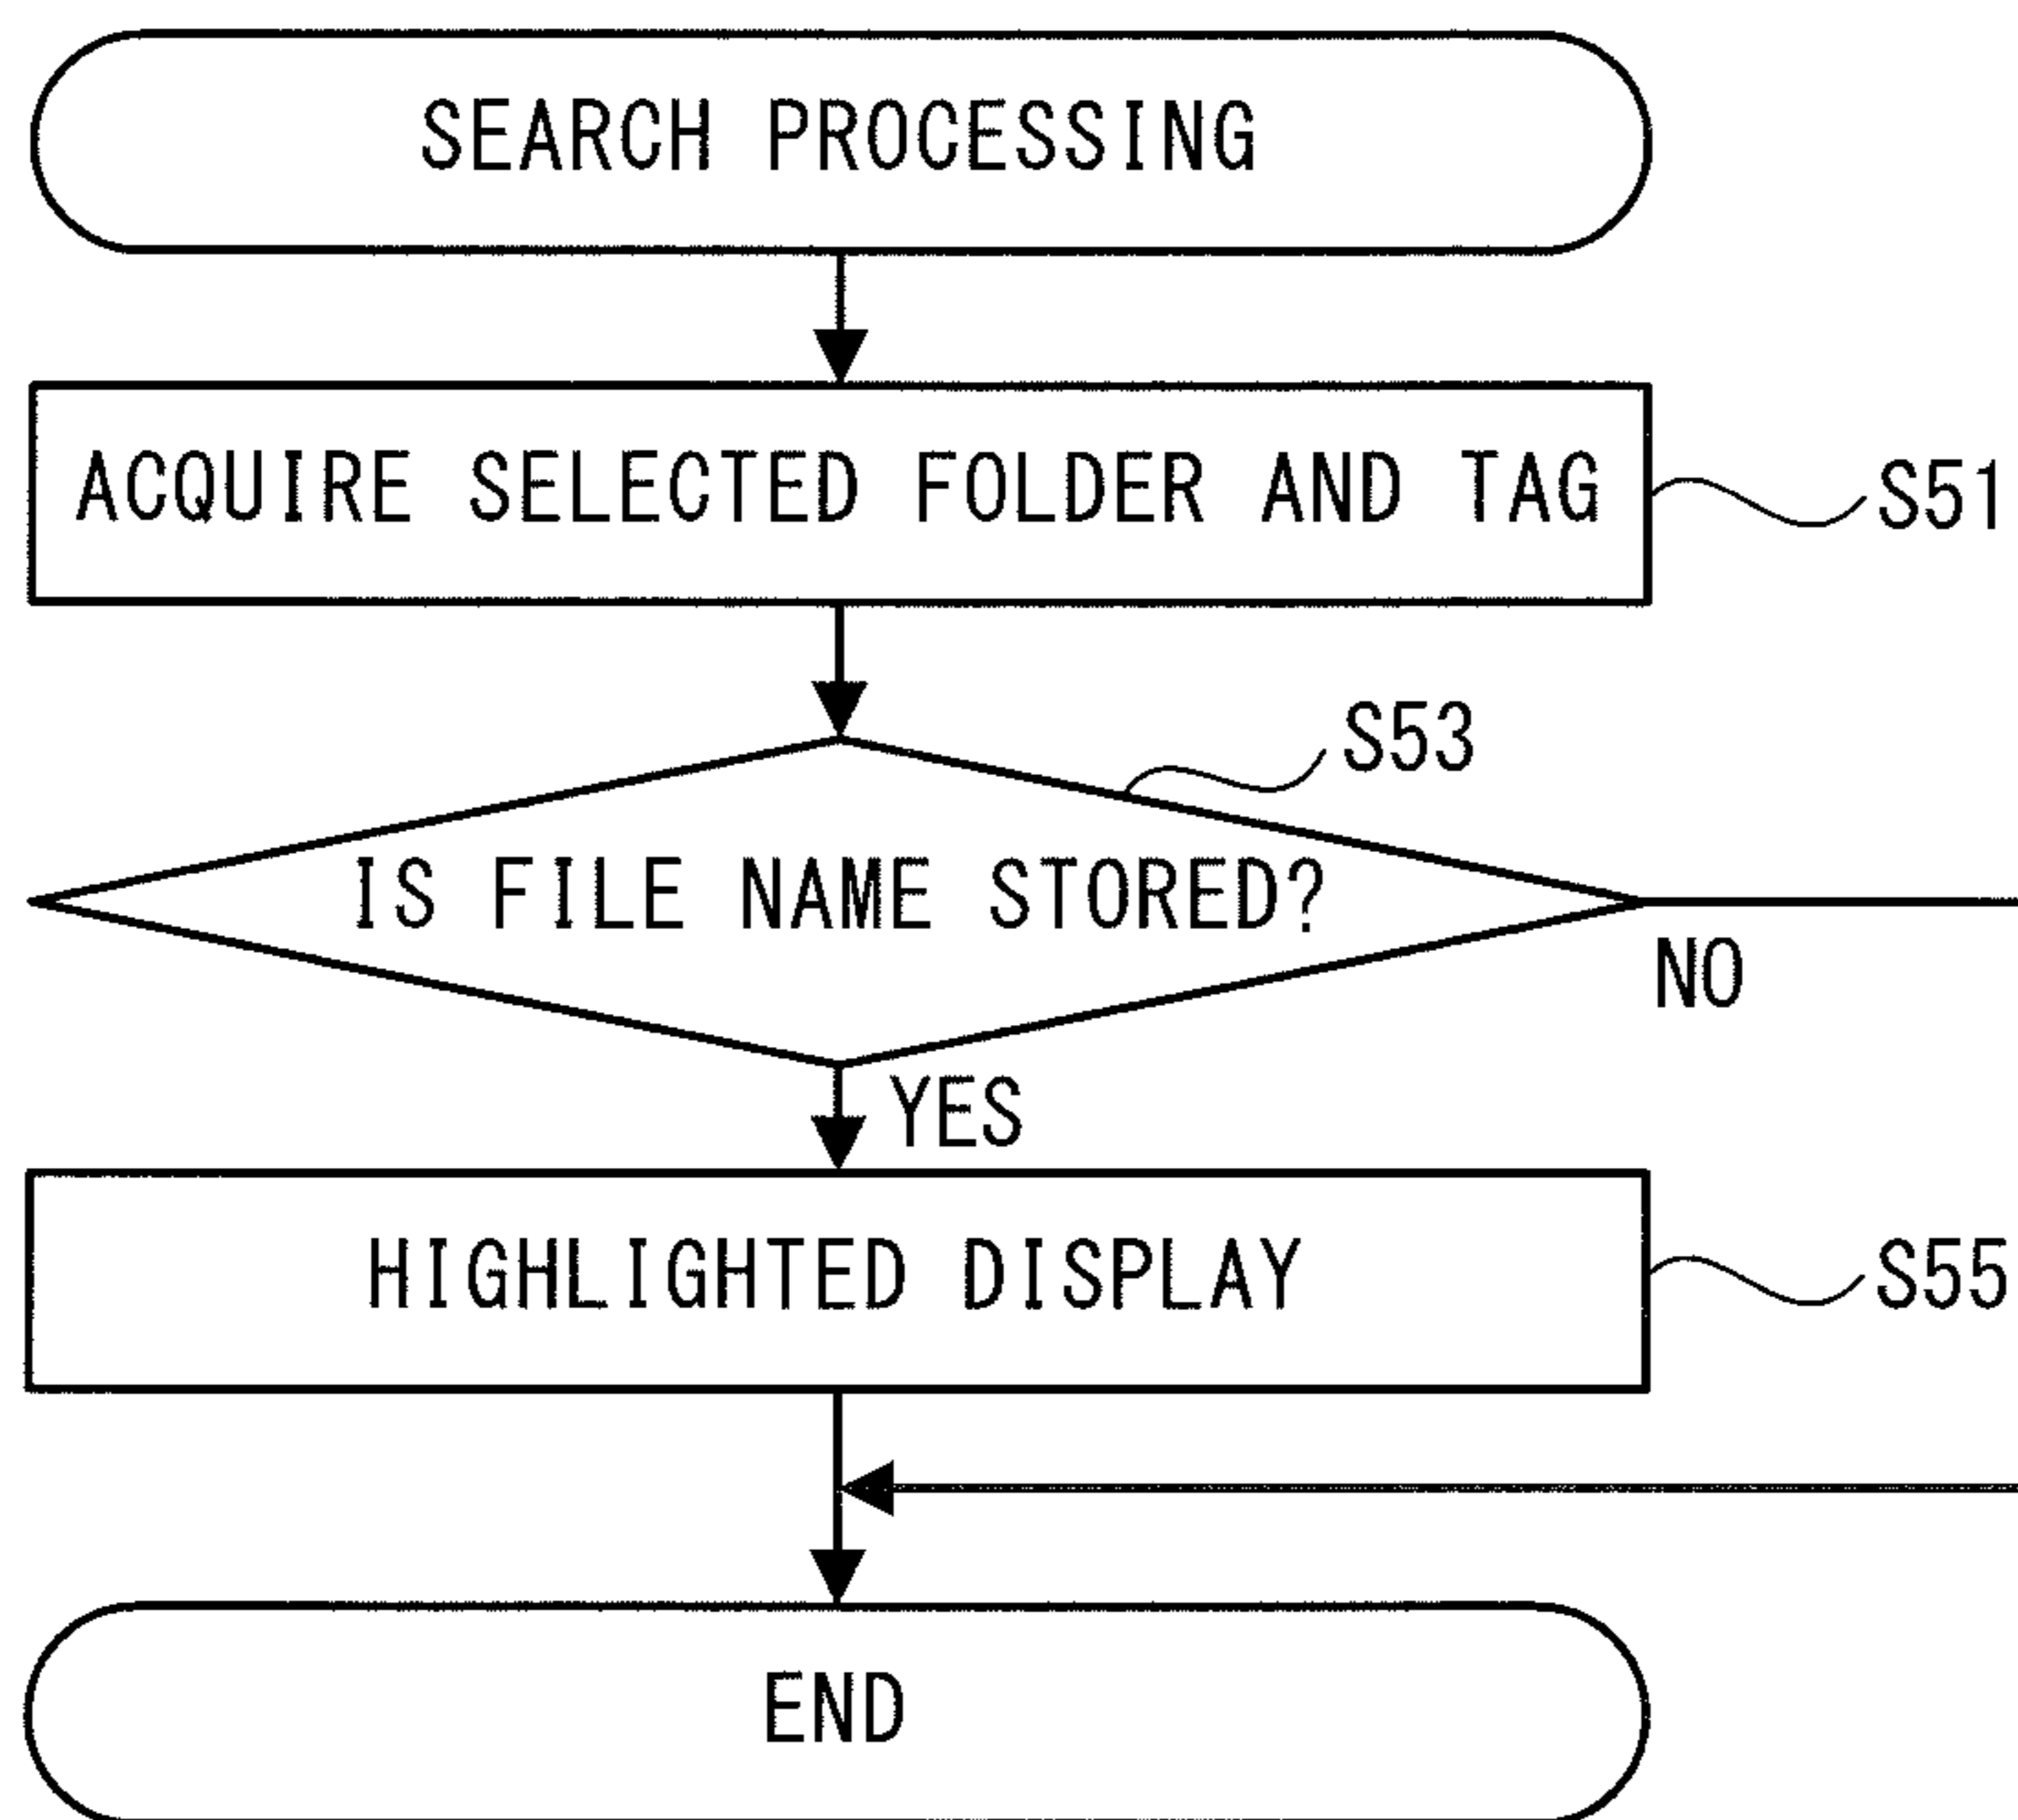 SEARCH PROCESSING
ACQUIRE SELECTED FOLDER AND TAG
S51
S53
IS FILE NAME STORED?
NO
YES
HIGHLIGHTED DISPLAY
S55
END